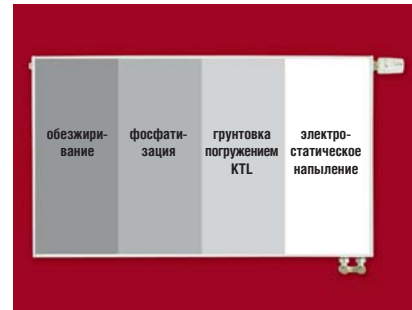 обезжири-
вание
фосфати-
зация
грунтовка
погружением
KTL
электро-
статическое
напыление